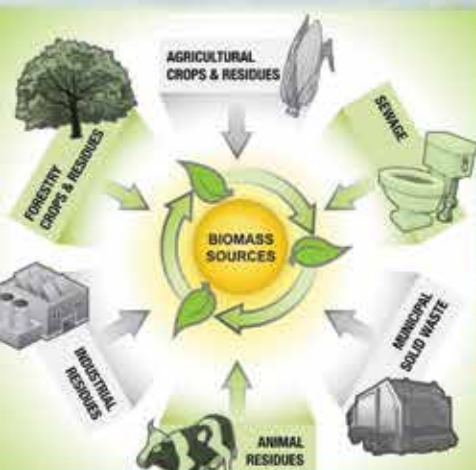 AGRICULTURAL
CROPS & RESIDUES
SEWAGE
FORESTRY
CROPS & RESIDUES
BIOMASS
SOURCES
INDUSTRIAL
RESIDUES
MUNICIPAL
SOLID WASTE
ANIMAL
RESIDUES